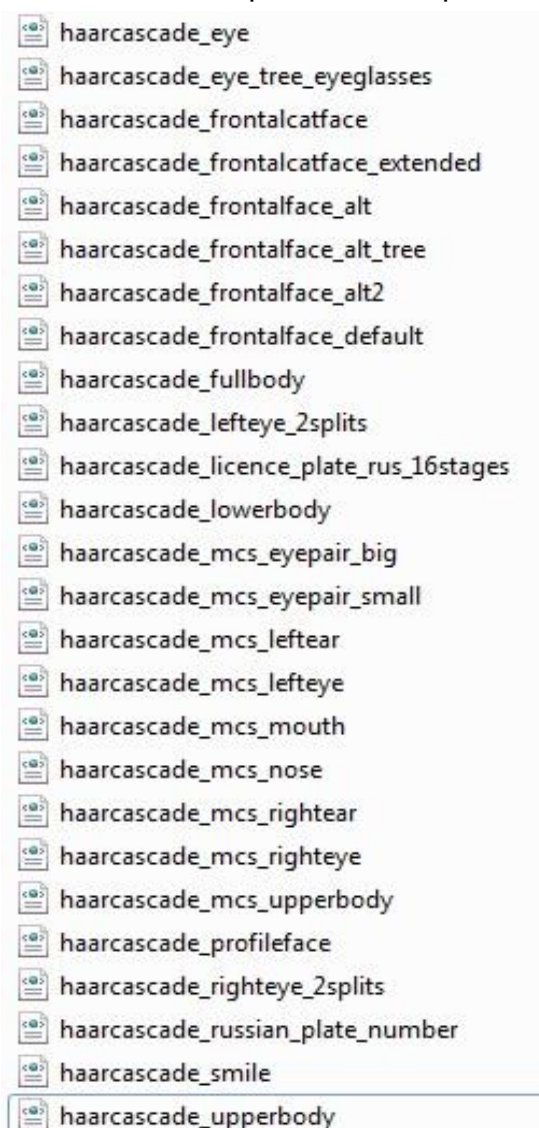 haarcascade_eye
haarcascade_eye_tree_eyeglasses
haarcascade_frontalcatface
haarcascade_frontalcatface_extended
haarcascade_frontalface_alt
haarcascade_frontalface_alt_tree
haarcascade_frontalface_alt2
haarcascade_frontalface_default
haarcascade_fullbody
haarcascade_lefteye_2splits
haarcascade_licence_plate_rus_16stages
haarcascade_lowerbody
haarcascade_mcs_eyepair_big
haarcascade_mcs_eyepair_small
haarcascade_mcs_leftear
haarcascade_mcs_lefteye
haarcascade_mcs_mouth
haarcascade_mcs_nose
haarcascade_mcs_rightear
haarcascade_mcs_righteye
haarcascade_mcs_upperbody
haarcascade_profileface
haarcascade_righteye_2splits
haarcascade_russian_plate_number
haarcascade_smile
haarcascade_upperbody